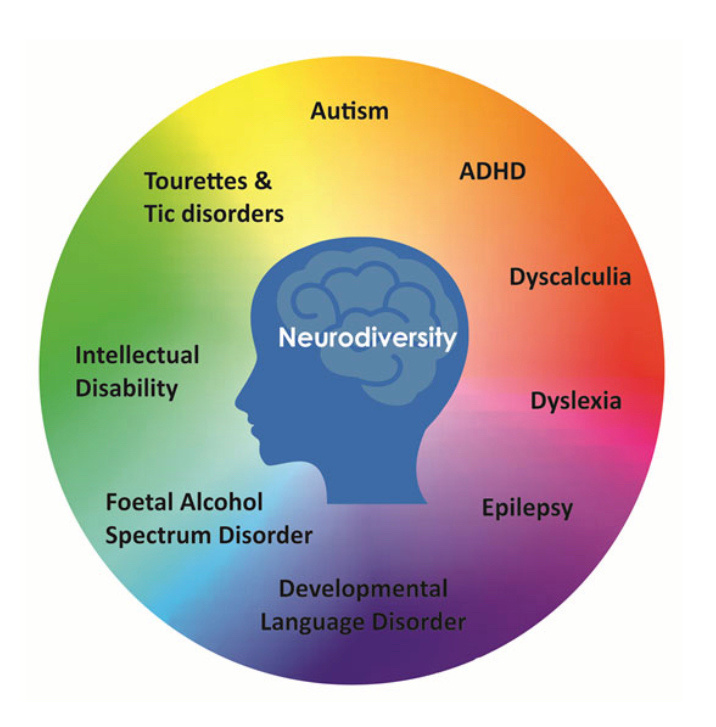 Autism
ADHD
Tourettes &
Tic disorders
Dyscalculia
Neurodiversity
Intellectual
Disability
Dyslexia
Foetal Alcohol
Spectrum Disorder
Epilepsy
Developmental
Language Disorder